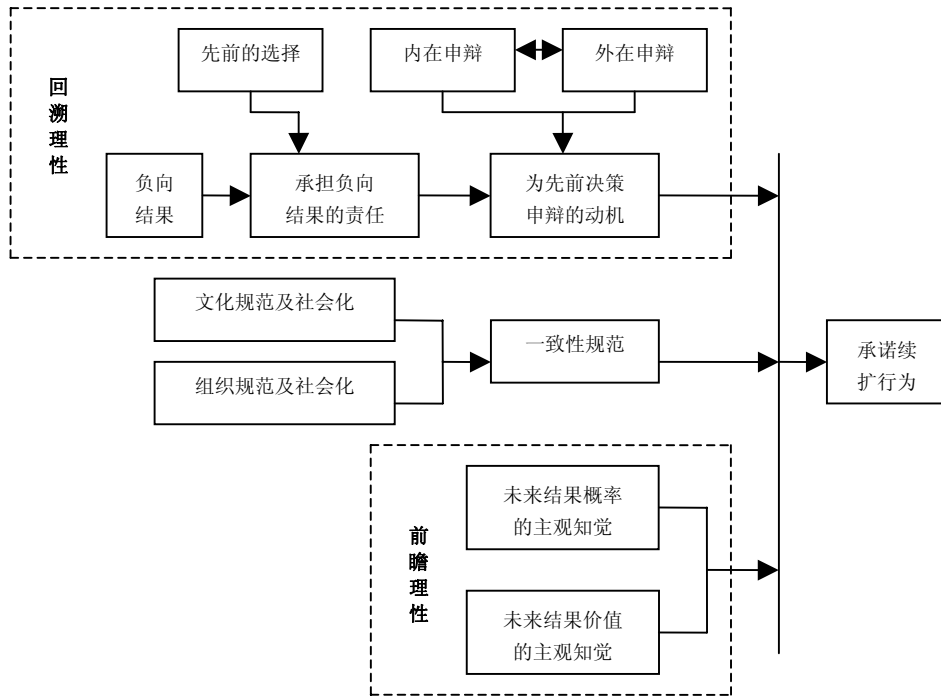 先前的选择
内在申辩
外在申辩
回溯理性
负向
结果
承担负向
结果的责任
为先前决策
申辩的动机
文化规范及社会化
组织规范及社会化
一致性规范
承诺续
扩行为
前瞻理性
未来结果概率
的主观知觉
未来结果价值
的主观知觉